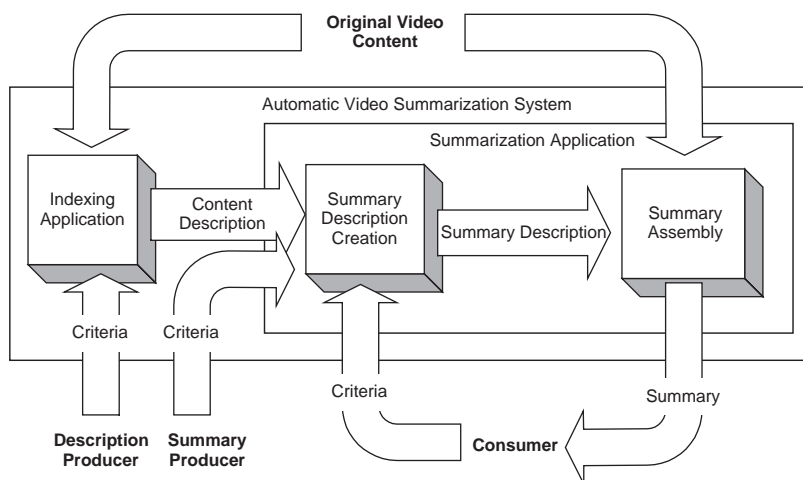 Original Video
Content
Automatic Video Summarization System
Summarization Application
Indexing
Application
Content
Description
Summary
Description
Creation
Summary Description
Summary
Assembly
Criteria
Criteria
Criteria
Summary
Description
Producer
Summary
Producer
Consumer